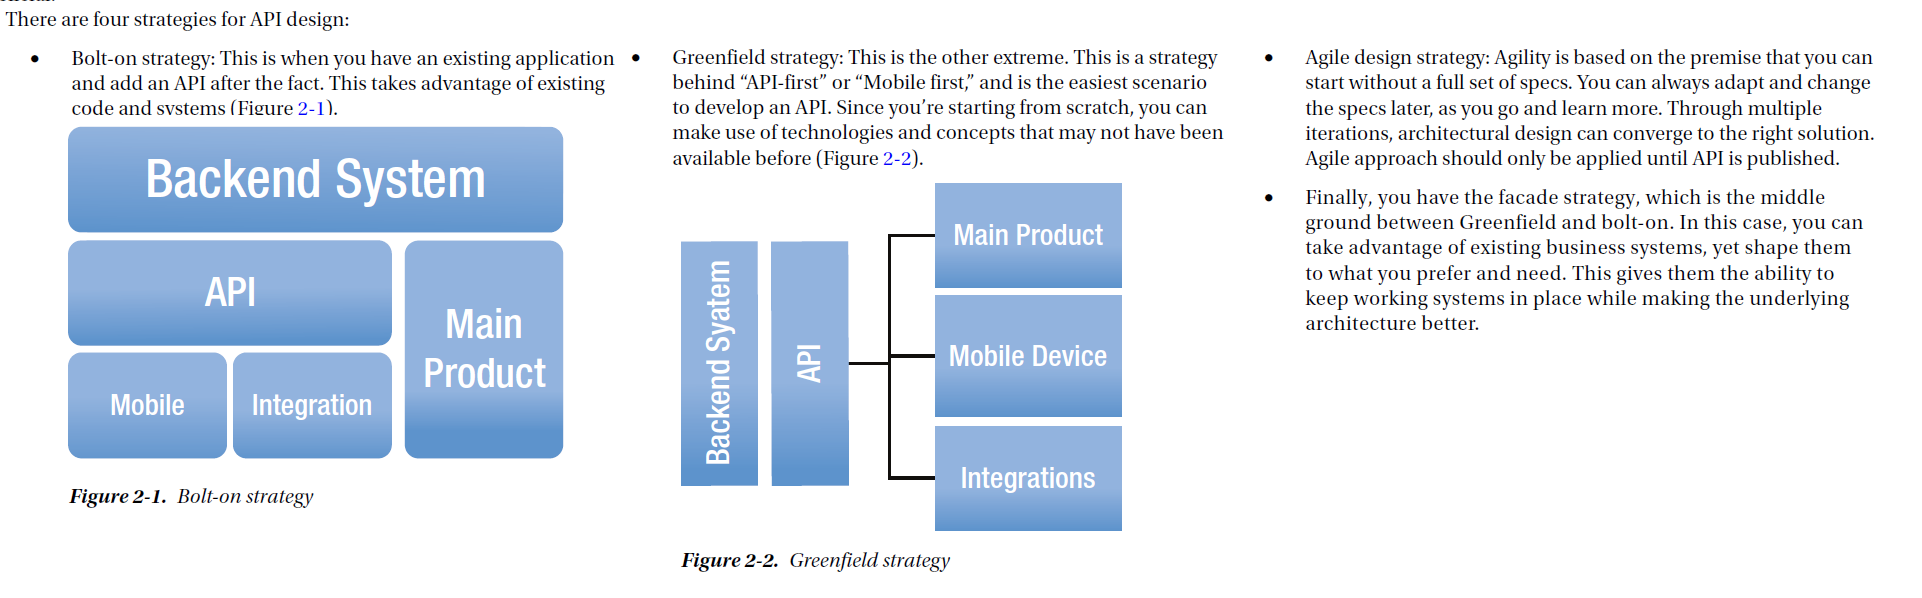 There are four strategies for API design:
• Bolt-on strategy: This is when you have an existing application
and add an API after the fact. This takes advantage of existing
code and systems (Figure 2-1).
Backend System
API
Main
Product
Mobile
Integration
Figure 2-1. Bolt-on strategy
• Greenfield strategy: This is the other extreme. This is a strategy
behind “API-first” or “Mobile first,” and is the easiest scenario
to develop an API. Since you’re starting from scratch, you can
make use of technologies and concepts that may not have been
available before (Figure 2-2).
Backend Syatem
API
Main Product
Mobile Device
Integrations
Figure 2-2. Greenfield strategy
• Agile design strategy: Agility is based on the premise that you can
start without a full set of specs. You can always adapt and change
the specs later, as you go and learn more. Through multiple
iterations, architectural design can converge to the right solution.
Agile approach should only be applied until API is published.
• Finally, you have the facade strategy, which is the middle
ground between Greenfield and bolt-on. In this case, you can
take advantage of existing business systems, yet shape them
to what you prefer and need. This gives them the ability to
keep working systems in place while making the underlying
architecture better.